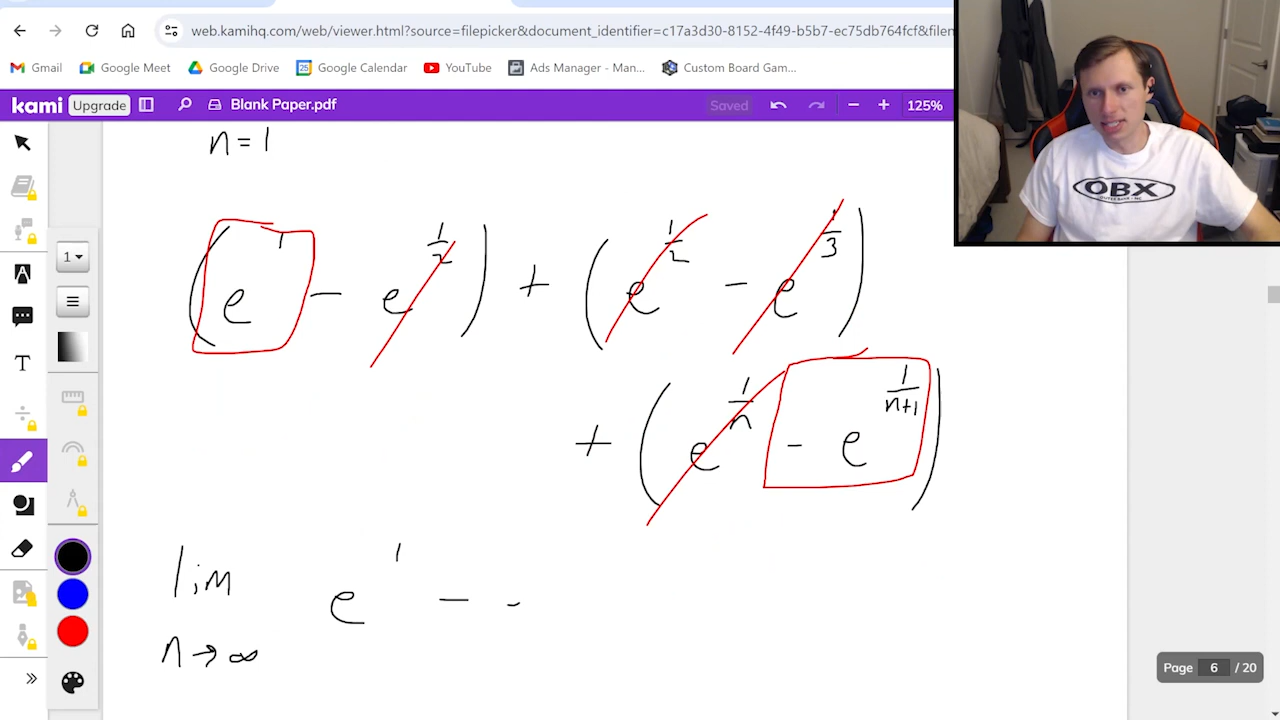 web.kamihq.com/web/viewer.html?source=filepicker&document_identifier=c17a3d30-8152-4f49-b5b7-ec75db764fcf&filen
Gmail Google Meet Google Drive 25 Google Calendar YouTube Ads Manager - Man... Custom Board Gam...
kami Upgrade Blank Paper.pdf Saved 125%
OBX
n = 1
(e^1 - e^{1/2}) + (e^{1/2} - e^{1/3})
+ (e^{1/n} - e^{1/(n+1)})
lim e^1 - -
n → ∞
1
T
A
Page 6 / 20